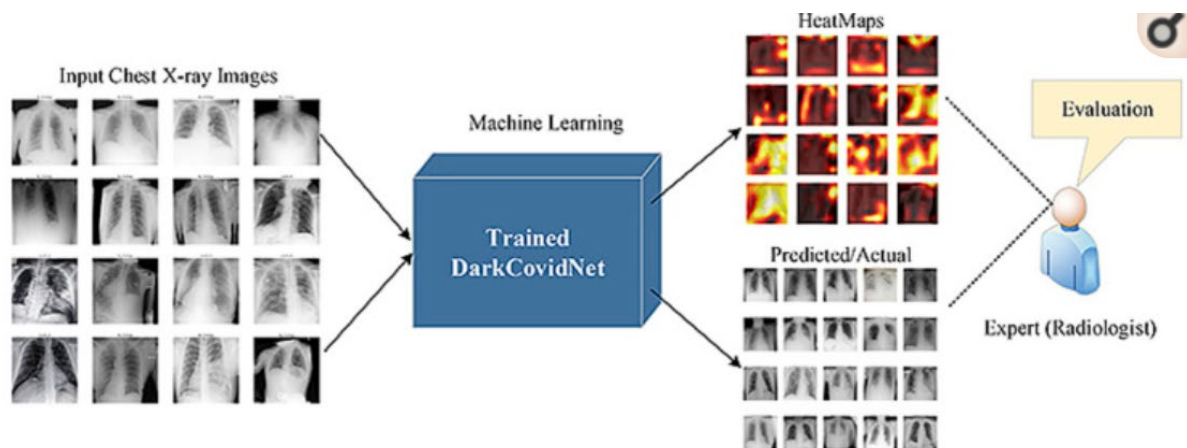 Input Chest X-ray Images
Machine Learning
Trained
DarkCovidNet
HeatMaps
Predicted/Actual
Evaluation
Expert (Radiologist)